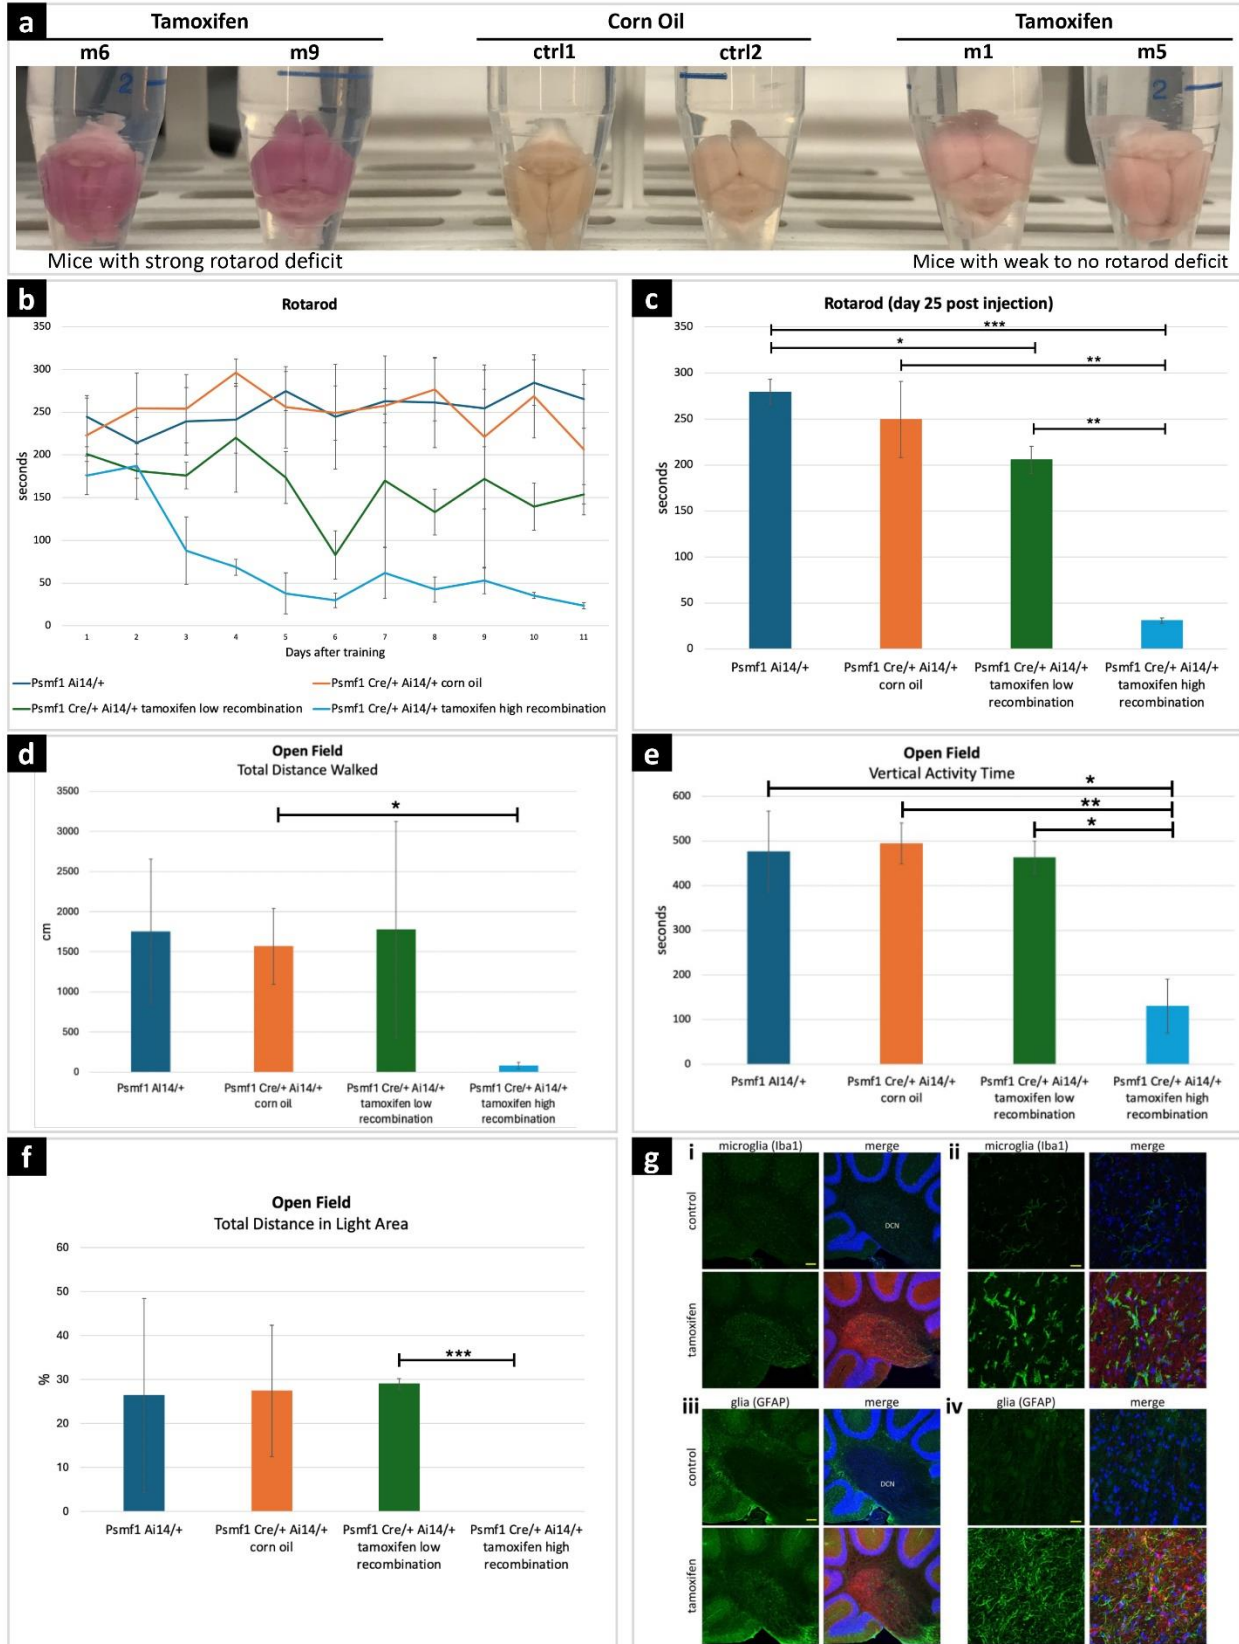 a
Tamoxifen
Corn Oil
Tamoxifen
m6
m9
ctrl1
ctrl2
m1
m5
2
2
Mice with strong rotarod deficit
Mice with weak to no rotarod deficit
b
Rotarod
350
300
250
200
150
100
50
0
seconds
1 2 3 4 5 6 7 8 9 10 11
Days after training
Psmf1 Ai14/+
Psmf1 Cre/+ Ai14/+ corn oil
Psmf1 Cre/+ Ai14/+ tamoxifen low recombination
Psmf1 Cre/+ Ai14/+ tamoxifen high recombination
c
Rotarod (day 25 post injection)
350
300
250
200
150
100
50
0
seconds
***
*
**
**
Psmf1 Ai14/+
Psmf1 Cre/+ Ai14/+
corn oil
Psmf1 Cre/+ Ai14/+
tamoxifen low
recombination
Psmf1 Cre/+ Ai14/+
tamoxifen high
recombination
d
Open Field
Total Distance Walked
3500
3000
2500
2000
1500
1000
500
0
cm
*
Psmf1 AI14/+
Psmf1 Cre/+ Ai14/+
corn oil
Psmf1 Cre/+ Ai14/+
tamoxifen low
recombination
Psmf1 Cre/+ Ai14/+
tamoxifen high
recombination
e
Open Field
Vertical Activity Time
600
500
400
300
200
100
0
seconds
*
**
*
Psmf1 Ai14/+
Psmf1 Cre/+ Ai14/+
corn oil
Psmf1 Cre/+ Ai14/+
tamoxifen low
recombination
Psmf1 Cre/+ Ai14/+
tamoxifen high
recombination
f
Open Field
Total Distance in Light Area
60
50
40
30
20
10
0
%
***
Psmf1 Ai14/+
Psmf1 Cre/+ Ai14/+
corn oil
Psmf1 Cre/+ Ai14/+
tamoxifen low
recombination
Psmf1 Cre/+ Ai14/+
tamoxifen high
recombination
g
i
microglia (Iba1)
merge
control
DCN
tamoxifen
ii
microglia (Iba1)
merge
iii
glia (GFAP)
merge
control
DCN
tamoxifen
iv
glia (GFAP)
merge